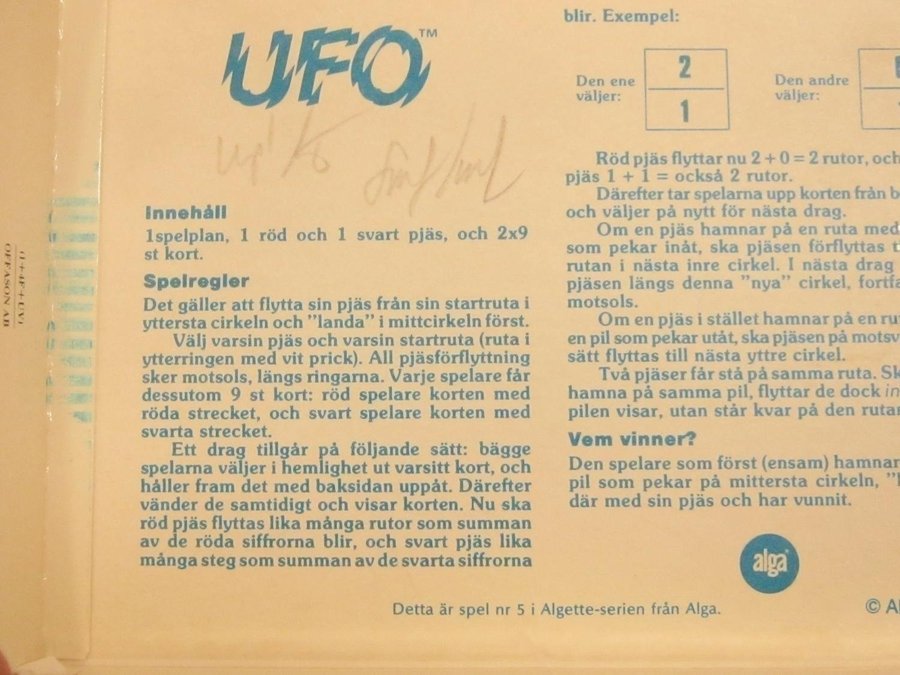 UFO™
Innehåll
1spelplan, 1 röd och 1 svart pjäs, och 2x9
st kort.
Spelregler
Det gäller att flytta sin pjäs från sin startruta i
yttersta cirkeln och "landa" i mittcirkeln först.
Välj varsin pjäs och varsin startruta (ruta i
ytterringen med vit prick). All pjäsförflyttning
sker motsols, längs ringarna. Varje spelare får
dessutom 9 st kort: röd spelare korten med
röda strecket, och svart spelare korten med
svarta strecket.
Ett drag tillgår på följande sätt: bägge
spelarna väljer i hemlighet ut varsitt kort, och
håller fram det med baksidan uppåt. Därefter
vänder de samtidigt och visar korten. Nu ska
röd pjäs flyttas lika många rutor som summan
av de röda siffrorna blir, och svart pjäs lika
många steg som summan av de svarta siffrorna
blir. Exempel:
Den ene
väljer:
2
1
Den andre
väljer:
Röd pjäs flyttar nu 2 + 0 = 2 rutor, och
pjäs 1 + 1 = också 2 rutor.
Därefter tar spelarna upp korten från b
och väljer på nytt för nästa drag.
Om en pjäs hamnar på en ruta med
som pekar inåt, ska pjäsen förflyttas t
rutan i nästa inre cirkel. I nästa drag
pjäsen längs denna "nya" cirkel, fortfa
motsols.
Om en pjäs i stället hamnar på en ru
en pil som pekar utåt, ska pjäsen på motsv
sätt flyttas till nästa yttre cirkel.
Två pjäser får stå på samma ruta. Sk
hamna på samma pil, flyttar de dock in
pilen visar, utan står kvar på den rutan
Vem vinner?
Den spelare som först (ensam) hamnar
pil som pekar på mittersta cirkeln, "l
där med sin pjäs och har vunnit.
alga
Detta är spel nr 5 i Algette-serien från Alga.
© Al
OFFASON AB